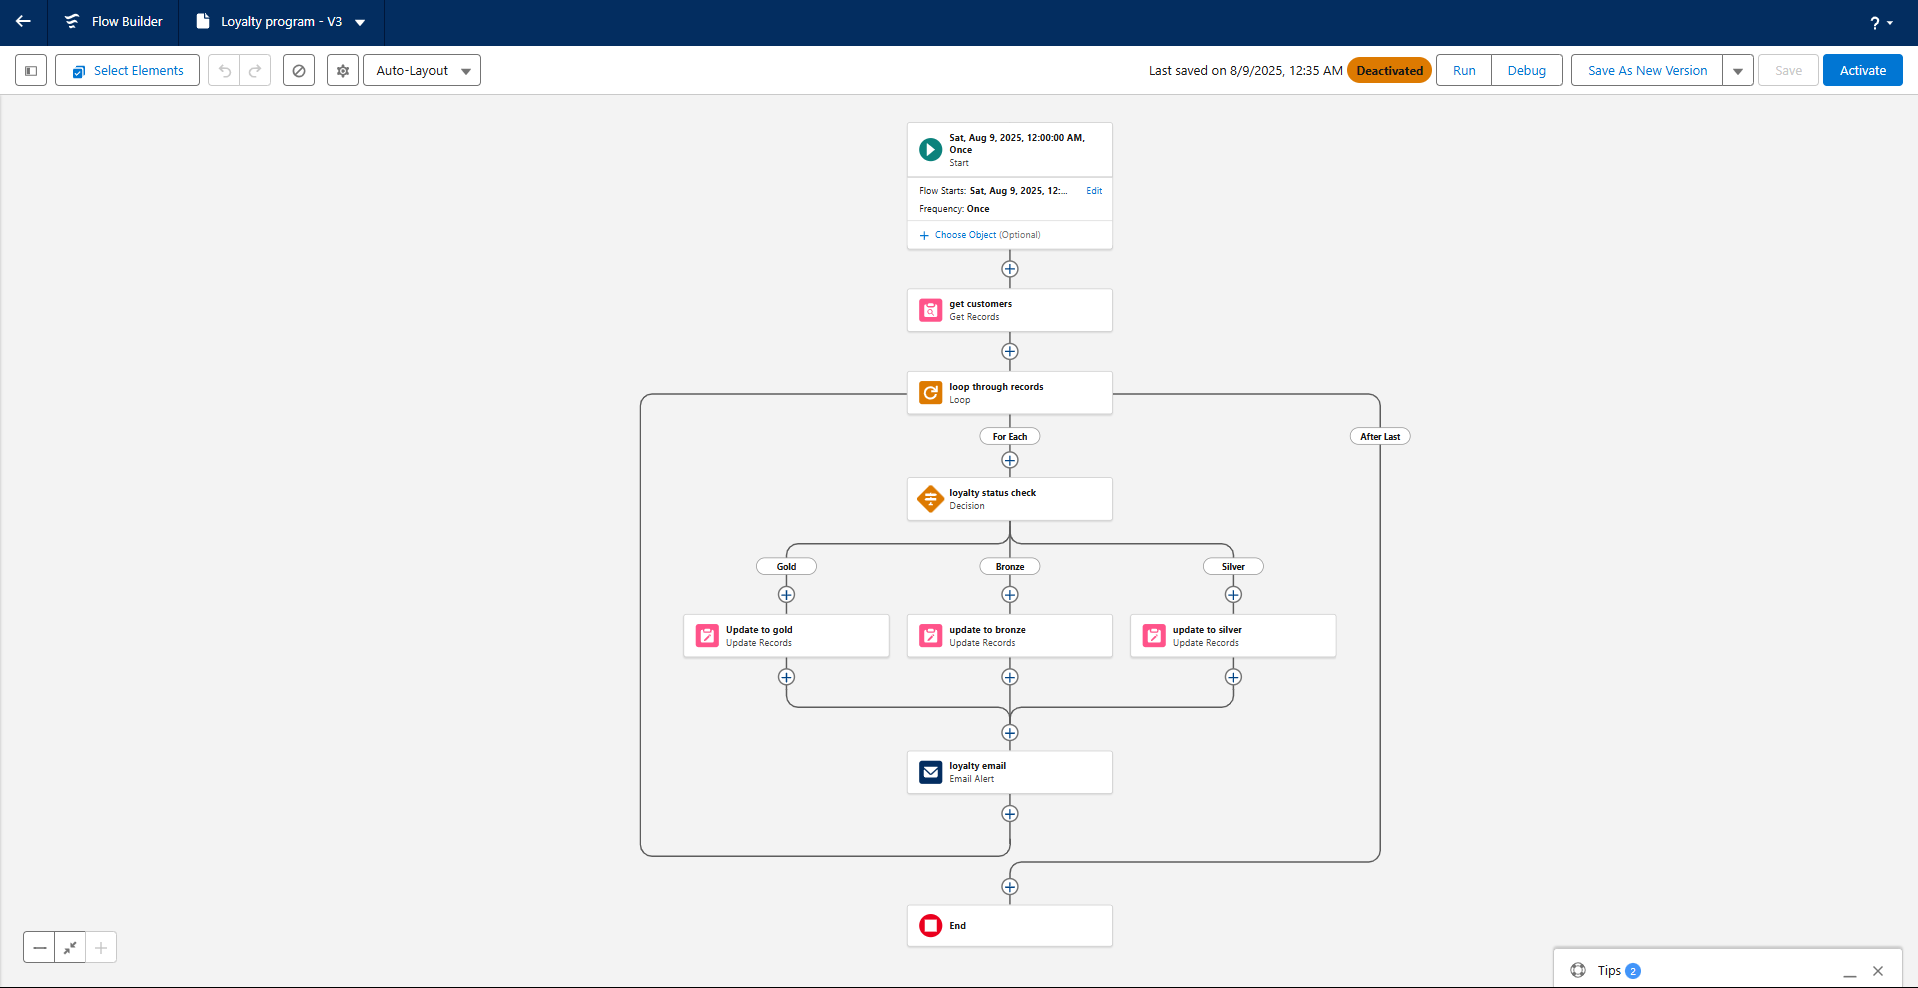 Flow Builder
Loyalty program - V3
?
Select Elements
Auto-Layout
Last saved on 8/9/2025, 12:35 AM
Deactivated
Run
Debug
Save As New Version
Save
Activate
Sat, Aug 9, 2025, 12:00:00 AM,
Once
Start
Flow Starts: Sat, Aug 9, 2025, 12:... Edit
Frequency: Once
+ Choose Object (Optional)
get customers
Get Records
loop through records
Loop
For Each
After Last
loyalty status check
Decision
Gold
Bronze
Silver
Update to gold
Update Records
update to bronze
Update Records
update to silver
Update Records
loyalty email
Email Alert
End
Tips 2